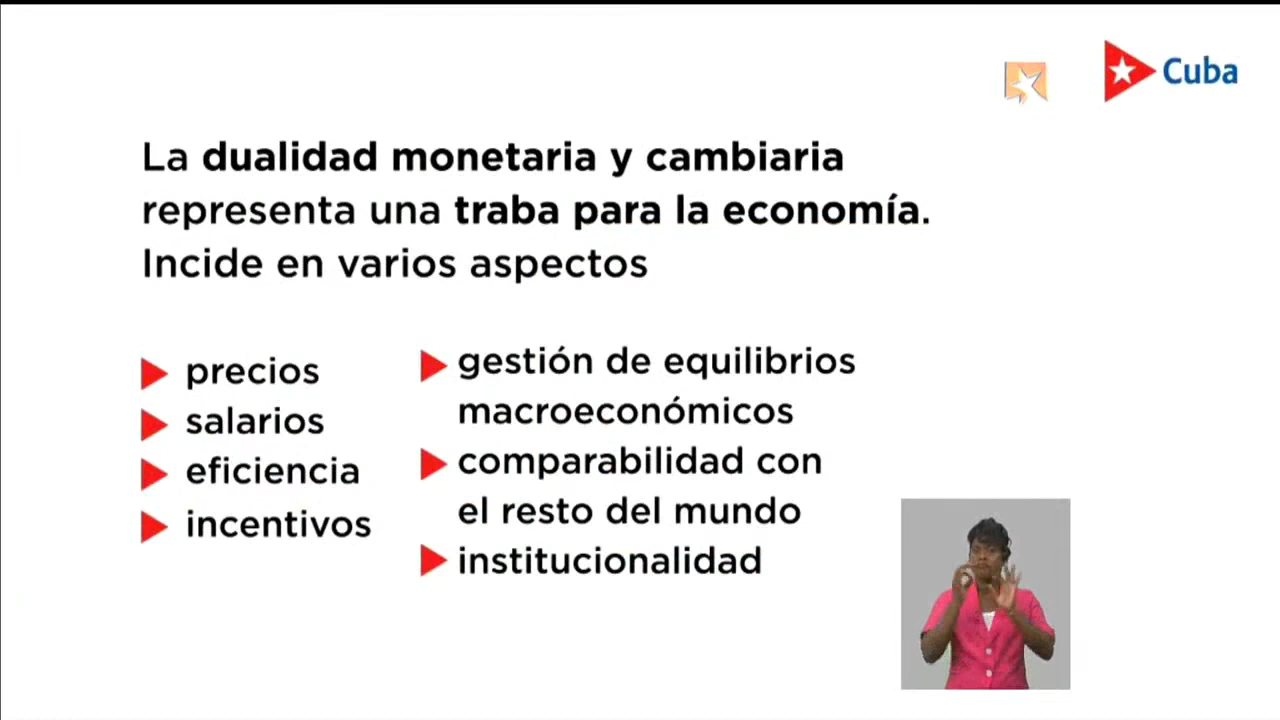 Cuba
La dualidad monetaria y cambiaria
representa una traba para la economía.
Incide en varios aspectos
precios
salarios
eficiencia
incentivos
gestión de equilibrios
macroeconómicos
comparabilidad con
el resto del mundo
institucionalidad